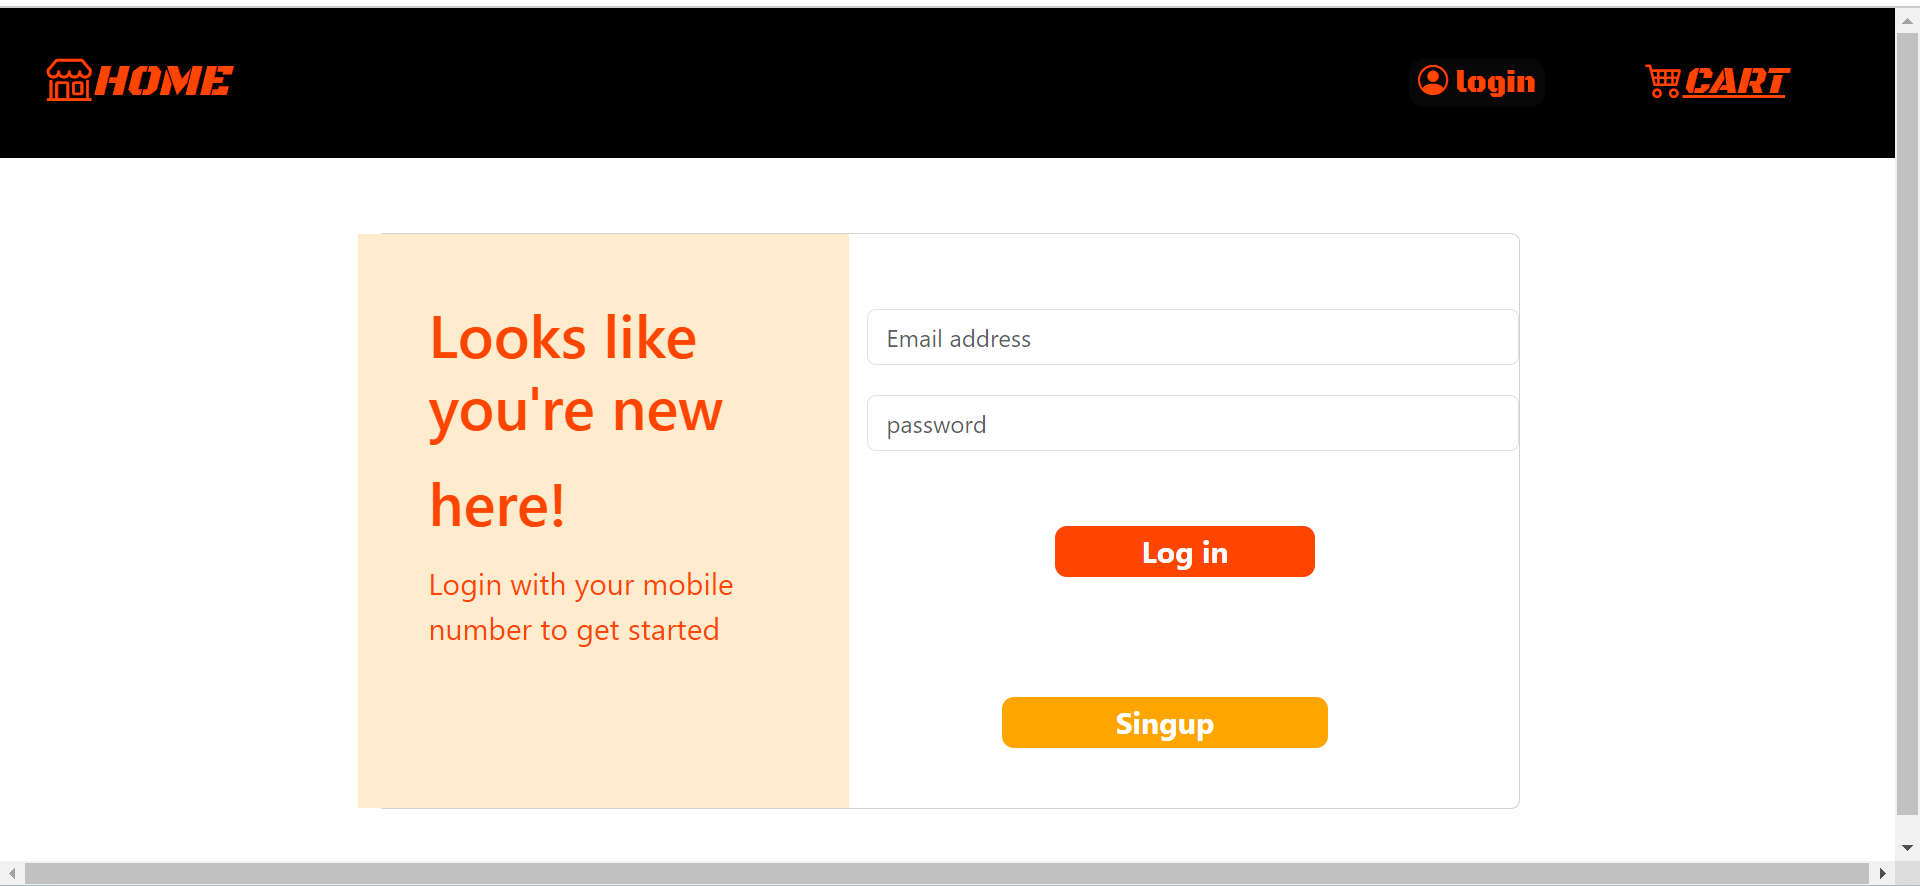 HOME
login
CART
Looks like
you're new
here!
Login with your mobile
number to get started
Email address
password
Log in
Singup